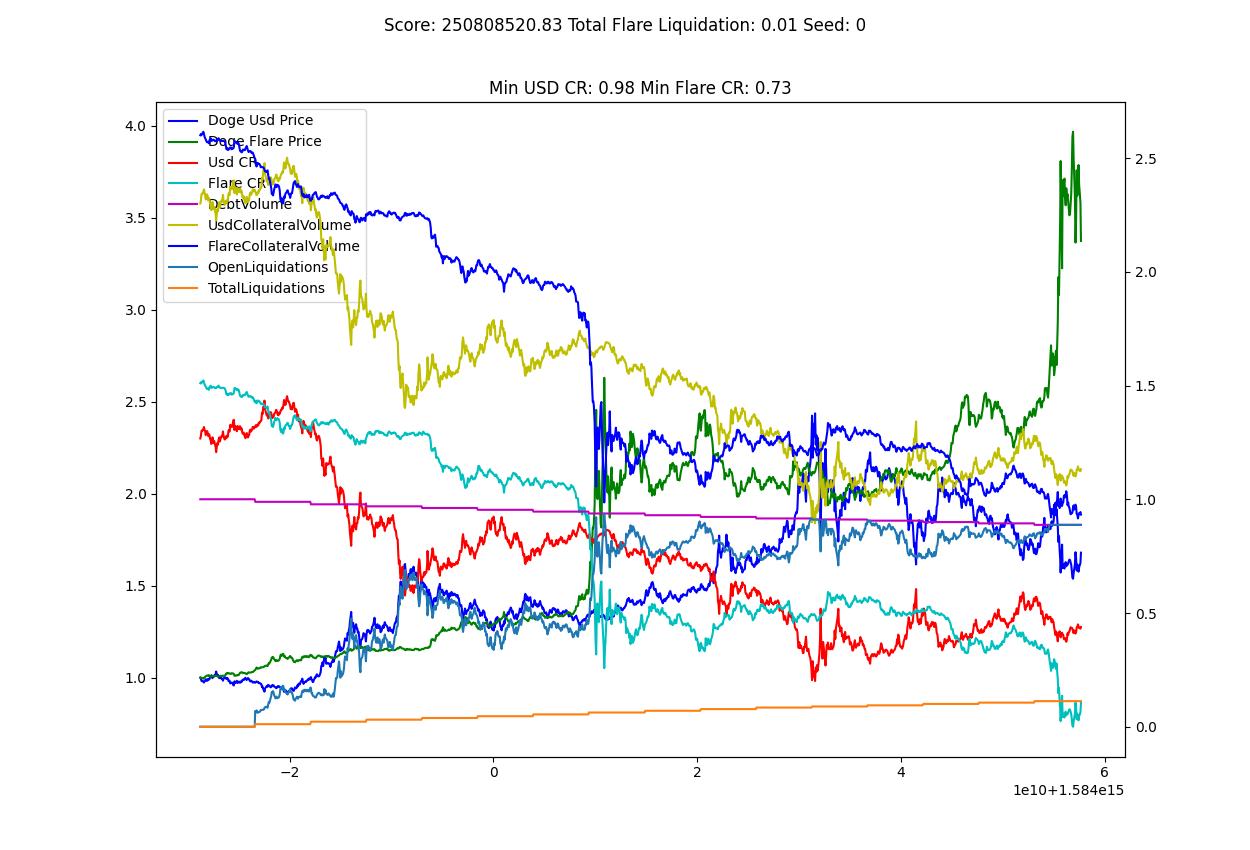 Score: 250808520.83 Total Flare Liquidation: 0.01 Seed: 0
Min USD CR: 0.98 Min Flare CR: 0.73
Doge Usd Price
Doge Flare Price
Usd CR
Flare CR
DebtVolume
UsdCollateralVolume
FlareCollateralVolume
OpenLiquidations
TotalLiquidations
4.0
3.5
3.0
2.5
2.0
1.5
1.0
2.5
2.0
1.5
1.0
0.5
0.0
−2 0 2 4 6
1e10+1.584e15